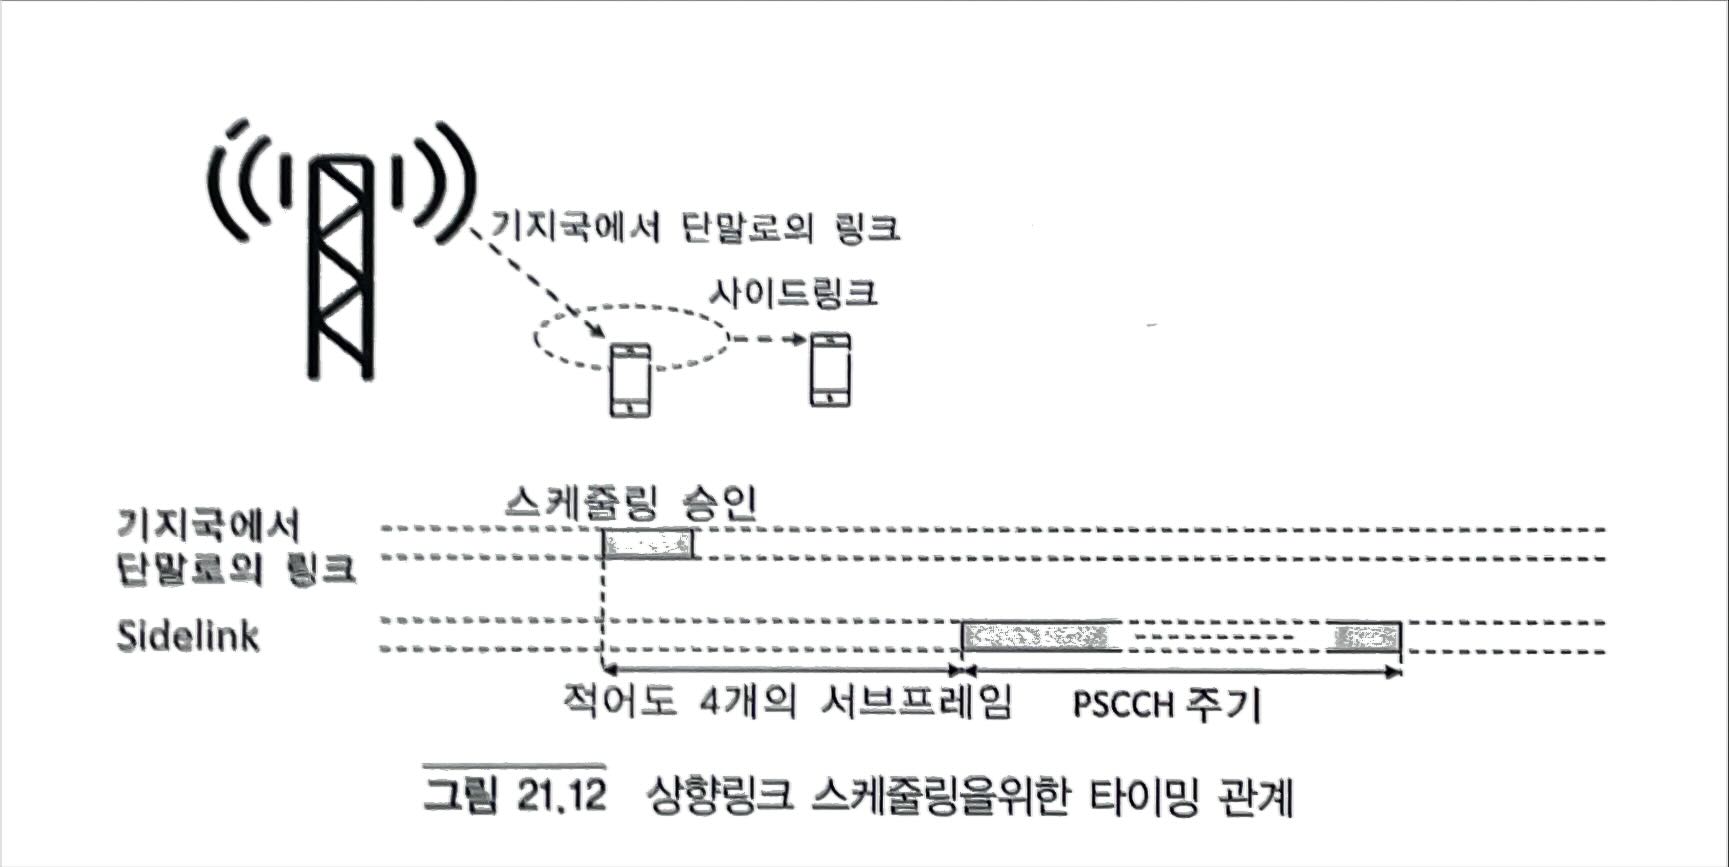 기지국에서 단말로의 링크
사이드링크
스케줄링 승인
기지국에서
단말로의 링크
Sidelink
적어도 4개의 서브프레임
PSCCH 주기
그림 21.12 상향링크 스케줄링을위한 타이밍 관계